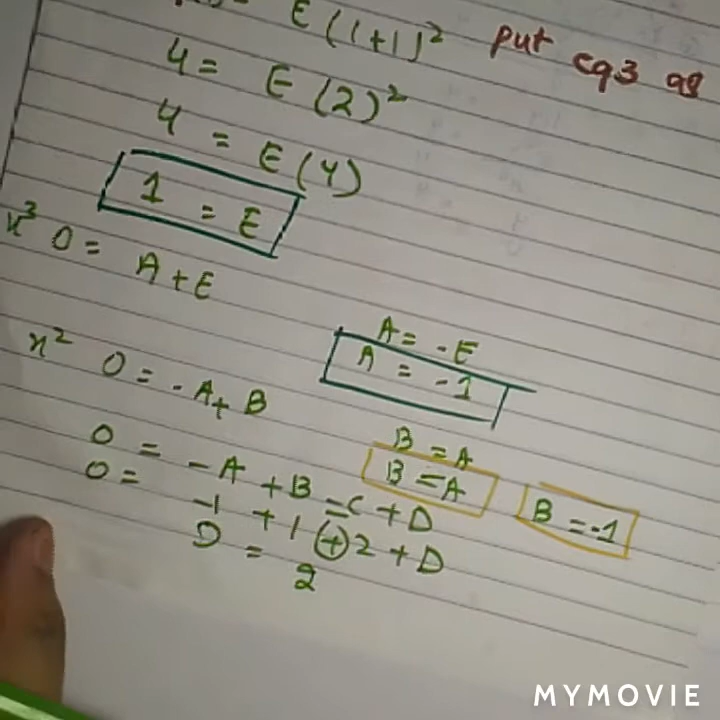 E (1+1)² put eq3 as
4 = E (2)²
4 = E (4)
1 = E
x³ 0 = A + E
A = -E
A = -1
x² 0 = -A + B
B = A
B = A
B = -1
0 = -A + B - C + D
0 = -1 + 1 + 2 + D
D = 2
MYMOVIE